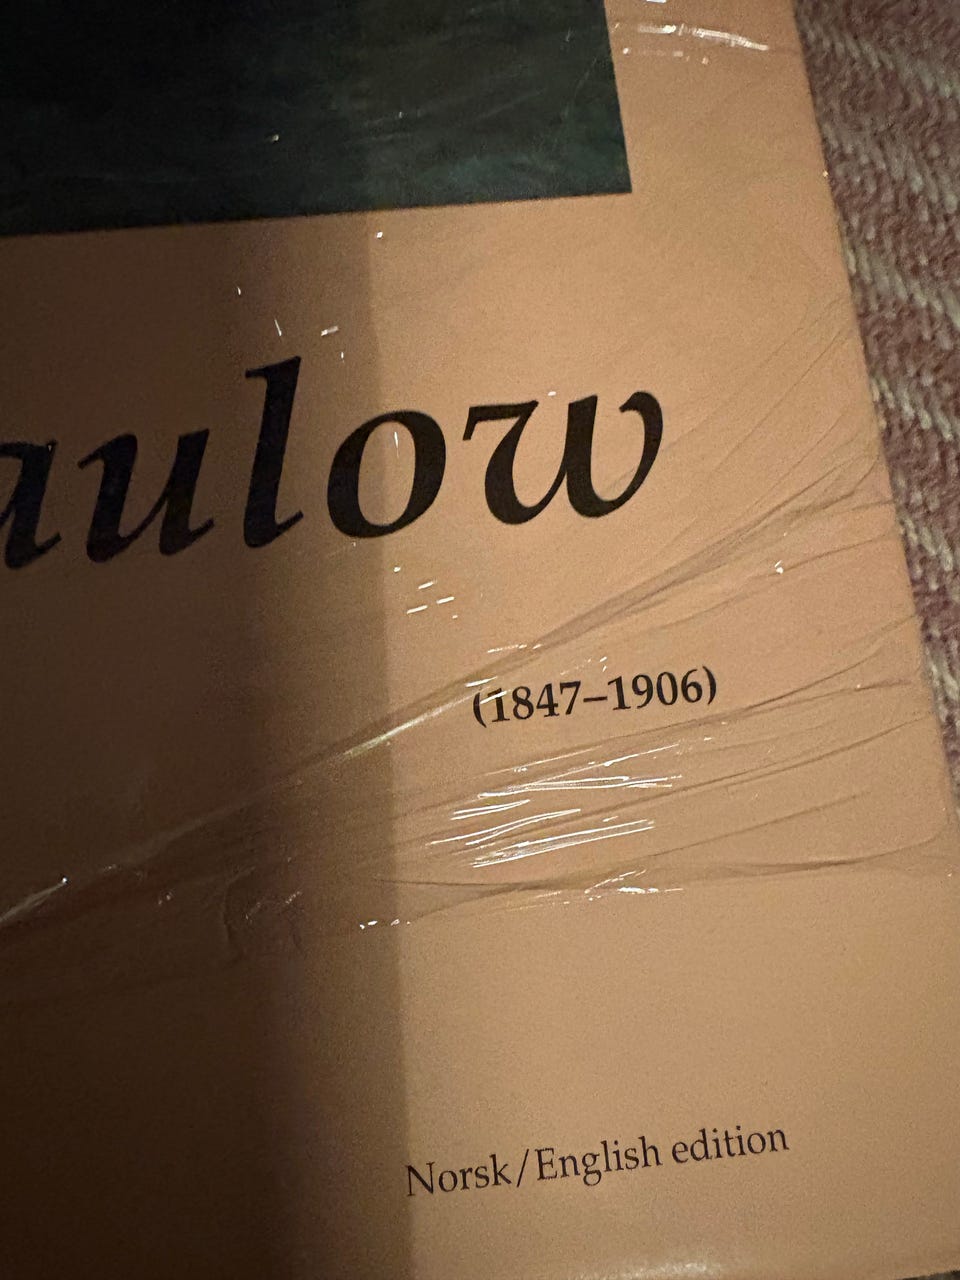 aulow
(1847–1906)
Norsk/English edition